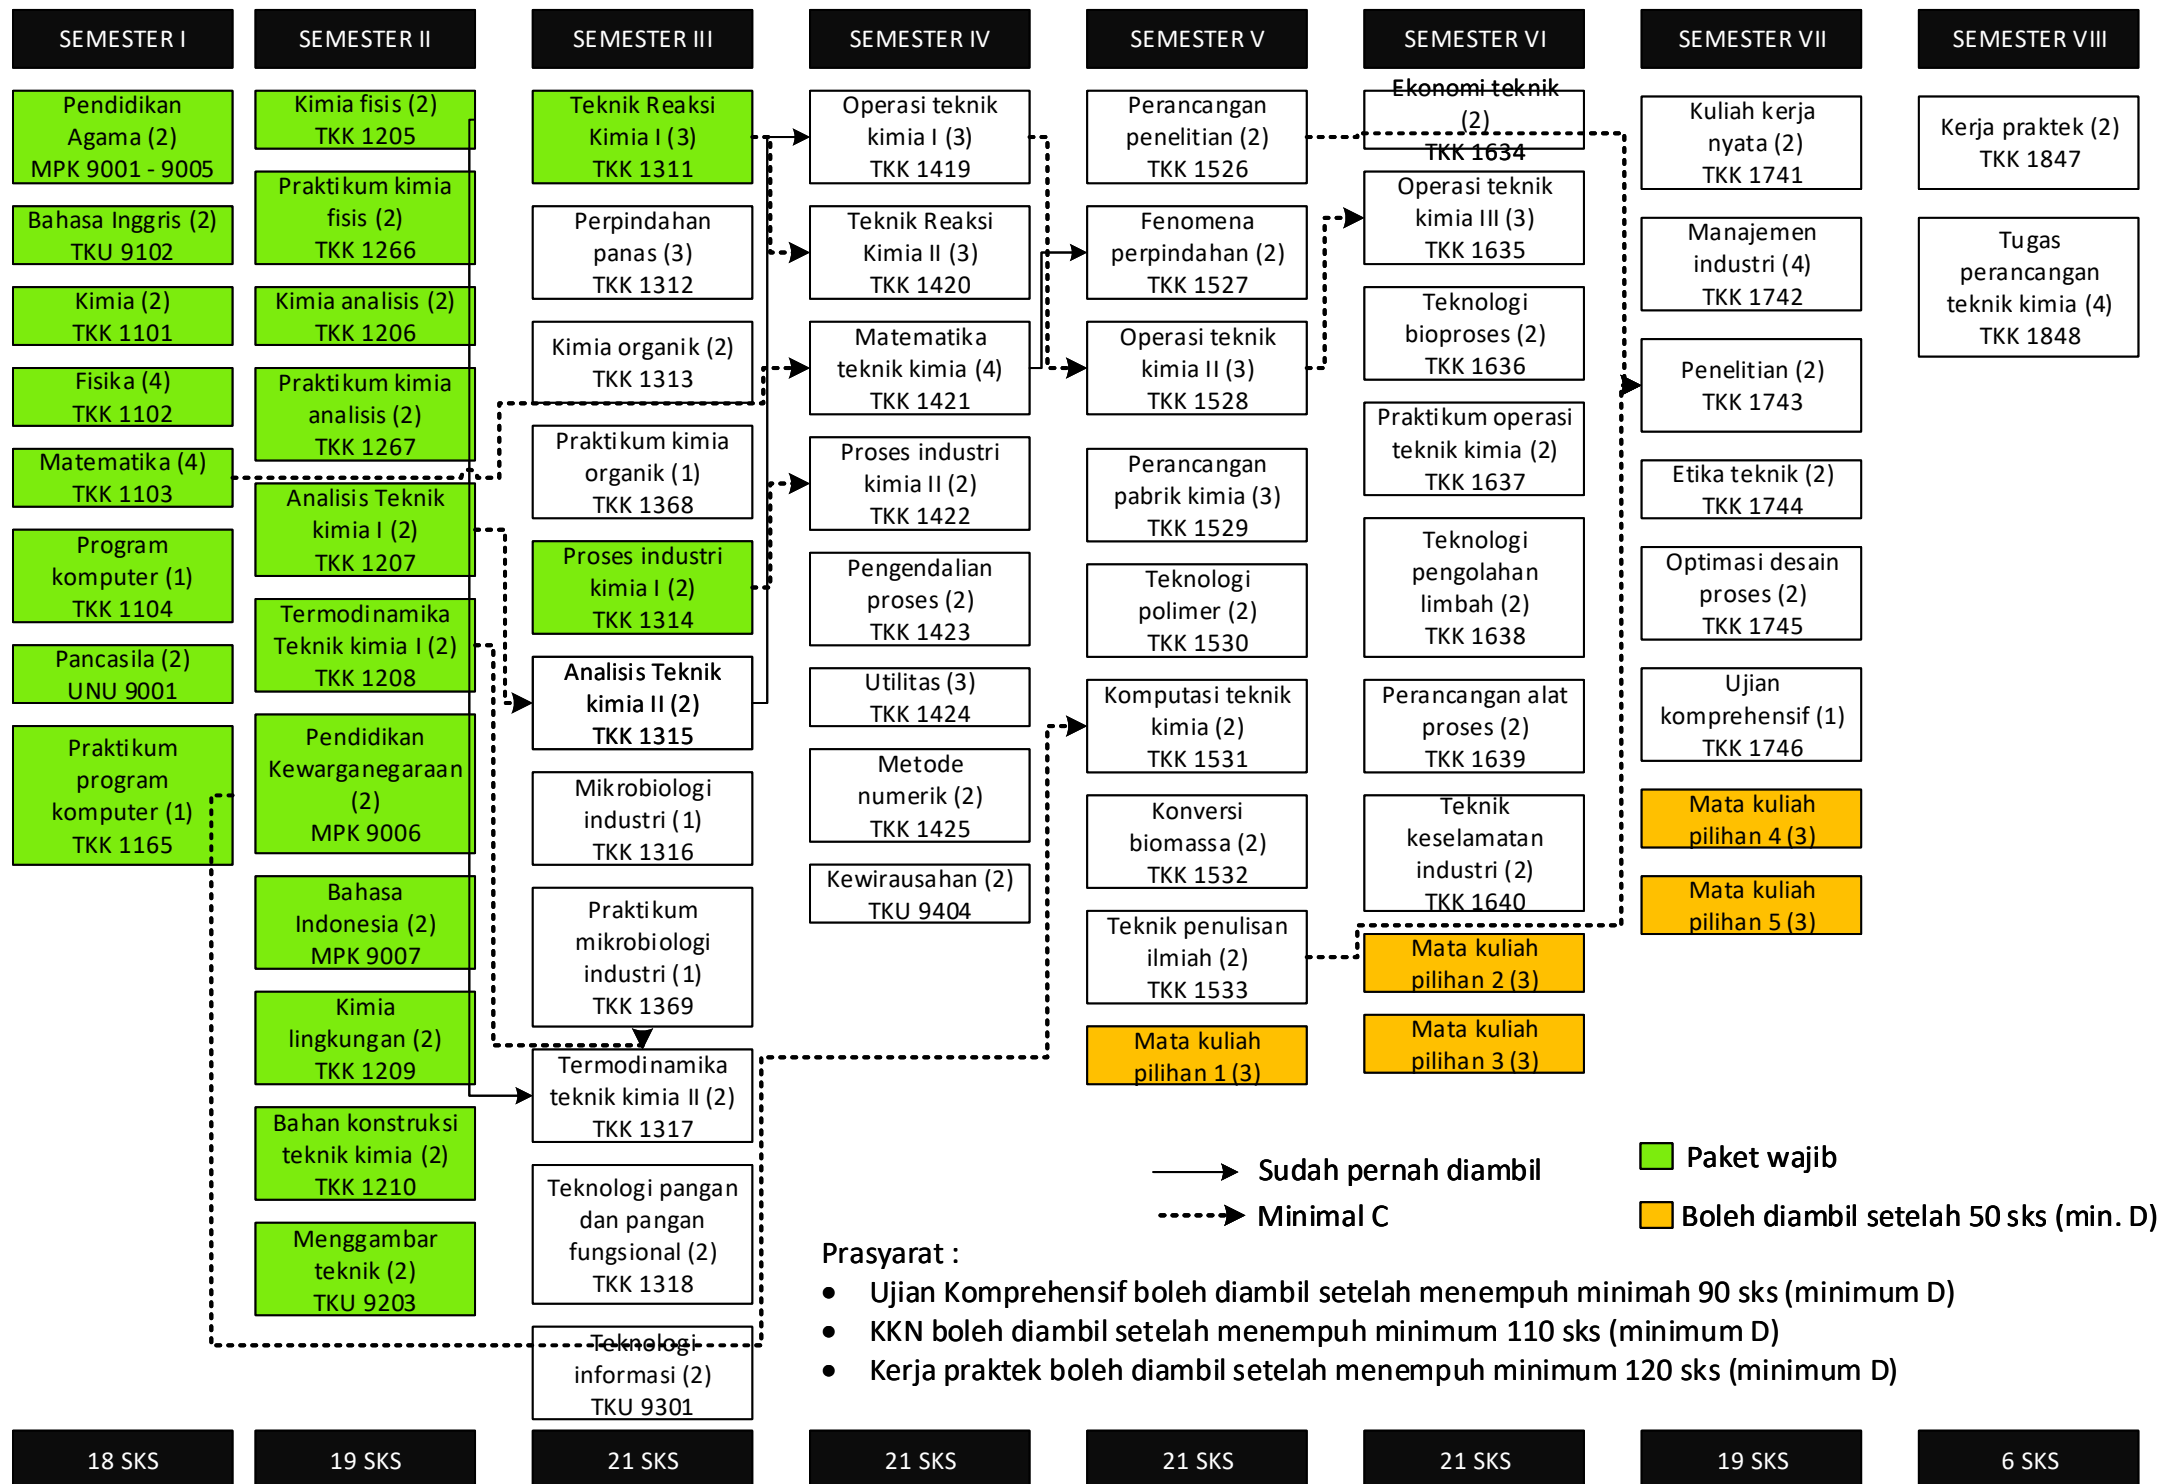 SEMESTER I
Pendidikan
Agama (2)
MPK 9001 - 9005
Bahasa Inggris (2)
TKU 9102
Kimia (2)
TKK 1101
Fisika (4)
TKK 1102
Matematika (4)
TKK 1103
Program
komputer (1)
TKK 1104
Pancasila (2)
UNU 9001
Praktikum
program
komputer (1)
TKK 1165
18 SKS
SEMESTER II
Kimia fisis (2)
TKK 1205
Praktikum kimia
fisis (2)
TKK 1266
Kimia analisis (2)
TKK 1206
Praktikum kimia
analisis (2)
TKK 1267
Analisis Teknik
kimia I (2)
TKK 1207
Termodinamika
Teknik kimia I (2)
TKK 1208
Pendidikan
Kewarganegaraan
(2)
MPK 9006
Bahasa
Indonesia (2)
MPK 9007
Kimia
lingkungan (2)
TKK 1209
Bahan konstruksi
teknik kimia (2)
TKK 1210
Menggambar
teknik (2)
TKU 9203
19 SKS
SEMESTER III
Teknik Reaksi
Kimia I (3)
TKK 1311
Perpindahan
panas (3)
TKK 1312
Kimia organik (2)
TKK 1313
Praktikum kimia
organik (1)
TKK 1368
Proses industri
kimia I (2)
TKK 1314
Analisis Teknik
kimia II (2)
TKK 1315
Mikrobiologi
industri (1)
TKK 1316
Praktikum
mikrobiologi
industri (1)
TKK 1369
Termodinamika
teknik kimia II (2)
TKK 1317
Teknologi pangan
dan pangan
fungsional (2)
TKK 1318
Teknologi
informasi (2)
TKU 9301
21 SKS
SEMESTER IV
Operasi teknik
kimia I (3)
TKK 1419
Teknik Reaksi
Kimia II (3)
TKK 1420
Matematika
teknik kimia (4)
TKK 1421
Proses industri
kimia II (2)
TKK 1422
Pengendalian
proses (2)
TKK 1423
Utilitas (3)
TKK 1424
Metode
numerik (2)
TKK 1425
Kewirausahan (2)
TKU 9404
21 SKS
SEMESTER V
Perancangan
penelitian (2)
TKK 1526
Fenomena
perpindahan (2)
TKK 1527
Operasi teknik
kimia II (3)
TKK 1528
Perancangan
pabrik kimia (3)
TKK 1529
Teknologi
polimer (2)
TKK 1530
Komputasi teknik
kimia (2)
TKK 1531
Konversi
biomassa (2)
TKK 1532
Teknik penulisan
ilmiah (2)
TKK 1533
Mata kuliah
pilihan 1 (3)
21 SKS
SEMESTER VI
Ekonomi teknik
(2)
TKK 1634
Operasi teknik
kimia III (3)
TKK 1635
Teknologi
bioproses (2)
TKK 1636
Praktikum operasi
teknik kimia (2)
TKK 1637
Teknologi
pengolahan
limbah (2)
TKK 1638
Perancangan alat
proses (2)
TKK 1639
Teknik
keselamatan
industri (2)
TKK 1640
Mata kuliah
pilihan 2 (3)
Mata kuliah
pilihan 3 (3)
21 SKS
SEMESTER VII
Kuliah kerja
nyata (2)
TKK 1741
Manajemen
industri (4)
TKK 1742
Penelitian (2)
TKK 1743
Etika teknik (2)
TKK 1744
Optimasi desain
proses (2)
TKK 1745
Ujian
komprehensif (1)
TKK 1746
Mata kuliah
pilihan 4 (3)
Mata kuliah
pilihan 5 (3)
19 SKS
SEMESTER VIII
Kerja praktek (2)
TKK 1847
Tugas
perancangan
teknik kimia (4)
TKK 1848
6 SKS
Sudah pernah diambil
Minimal C
Paket wajib
Boleh diambil setelah 50 sks (min. D)
Prasyarat :
• Ujian Komprehensif boleh diambil setelah menempuh minimah 90 sks (minimum D)
• KKN boleh diambil setelah menempuh minimum 110 sks (minimum D)
• Kerja praktek boleh diambil setelah menempuh minimum 120 sks (minimum D)